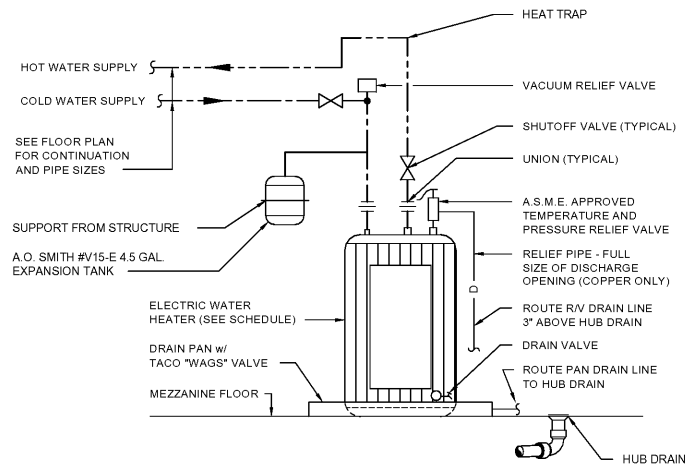 HEAT TRAP
HOT WATER SUPPLY
COLD WATER SUPPLY
VACUUM RELIEF VALVE
SHUTOFF VALVE (TYPICAL)
SEE FLOOR PLAN
FOR CONTINUATION
AND PIPE SIZES
UNION (TYPICAL)
A.S.M.E. APPROVED
TEMPERATURE AND
PRESSURE RELIEF VALVE
SUPPORT FROM STRUCTURE
A.O. SMITH #V15-E 4.5 GAL.
EXPANSION TANK
RELIEF PIPE - FULL
SIZE OF DISCHARGE
OPENING (COPPER ONLY)
D
ELECTRIC WATER
HEATER (SEE SCHEDULE)
ROUTE R/V DRAIN LINE
3" ABOVE HUB DRAIN
DRAIN VALVE
DRAIN PAN w/
TACO "WAGS" VALVE
ROUTE PAN DRAIN LINE
TO HUB DRAIN
MEZZANINE FLOOR
HUB DRAIN